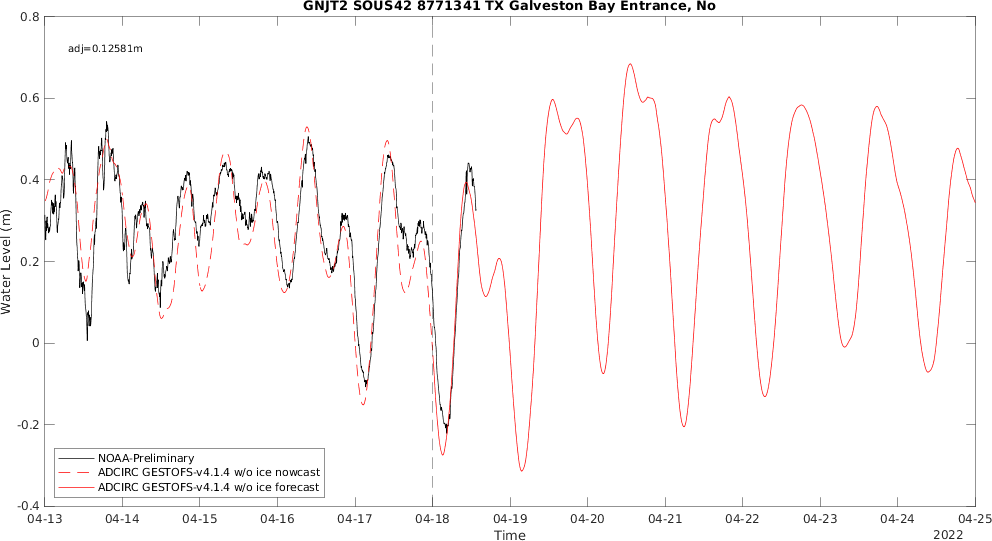 GNJT2 SOUS42 8771341 TX Galveston Bay Entrance, No
adj=0.12581m
0.8
0.6
0.4
0.2
0
-0.2
-0.4
Water Level (m)
NOAA-Preliminary
ADCIRC GESTOFS-v4.1.4 w/o ice nowcast
ADCIRC GESTOFS-v4.1.4 w/o ice forecast
04-13 04-14 04-15 04-16 04-17 04-18 04-19 04-20 04-21 04-22 04-23 04-24 04-25
Time
2022